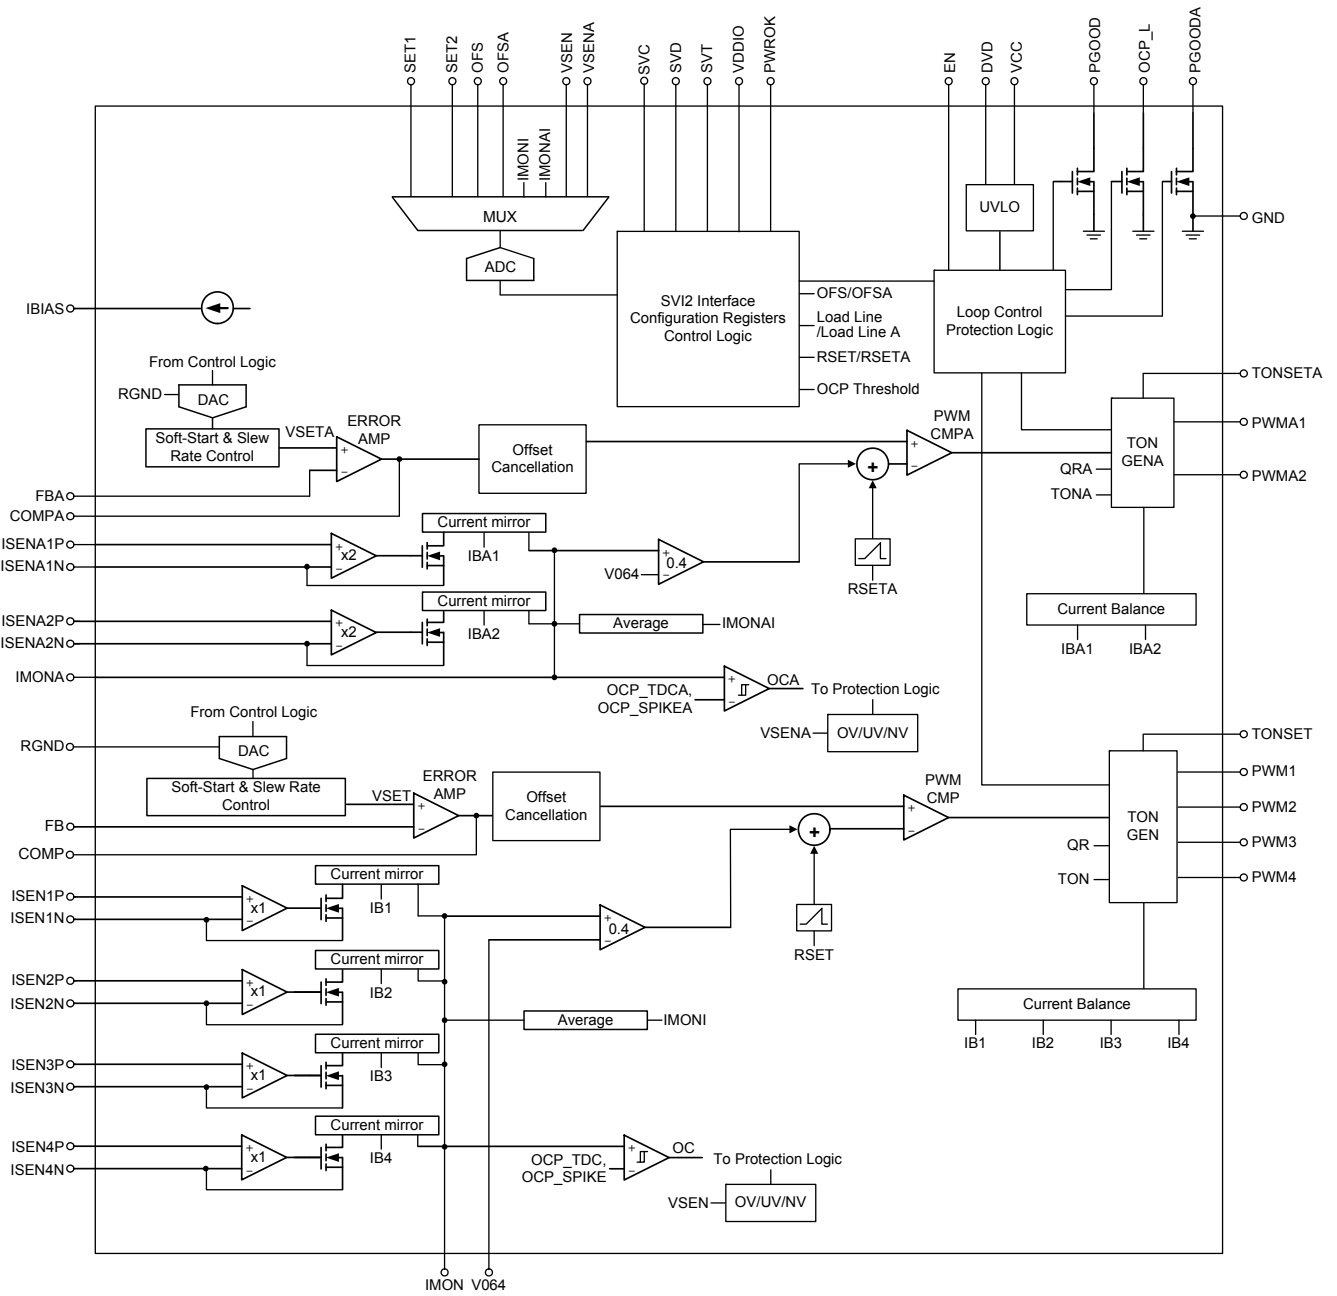 SET1
SET2
OFS
OFSA
VSEN
VSENA
SVC
SVD
SVT
VDDIO
PWROK
EN
DVD
VCC
PGOOD
OCP_L
PGOODA
IMONI
IMONAI
MUX
UVLO
GND
ADC
SVI2 Interface
Configuration Registers
Control Logic
OFS/OFSA
Load Line
/Load Line A
RSET/RSETA
OCP Threshold
Loop Control
Protection Logic
IBIAS
From Control Logic
RGND
DAC
Soft-Start & Slew
Rate Control
VSETA
ERROR
AMP
+
−
Offset
Cancellation
PWM
CMPA
+
−
+
TONSETA
PWMA1
PWMA2
TON
GENA
QRA
TONA
FBA
COMPA
ISENA1P
ISENA1N
+
x2
−
Current mirror
IBA1
+
0.4
−
V064
RSETA
Current Balance
IBA1
IBA2
ISENA2P
ISENA2N
+
x2
−
Current mirror
IBA2
Average
IMONAI
IMONA
+
−
OCA
OCP_TDCA,
OCP_SPIKEA
To Protection Logic
VSENA
OV/UV/NV
From Control Logic
RGND
DAC
Soft-Start & Slew Rate
Control
VSET
ERROR
AMP
+
−
Offset
Cancellation
PWM
CMP
+
−
+
TONSET
PWM1
PWM2
PWM3
PWM4
TON
GEN
QR
TON
FB
COMP
ISEN1P
ISEN1N
+
x1
−
Current mirror
IB1
+
0.4
−
RSET
ISEN2P
ISEN2N
+
x1
−
Current mirror
IB2
Average
IMONI
Current Balance
IB1
IB2
IB3
IB4
ISEN3P
ISEN3N
+
x1
−
Current mirror
IB3
ISEN4P
ISEN4N
+
x1
−
Current mirror
IB4
+
−
OC
OCP_TDC,
OCP_SPIKE
To Protection Logic
VSEN
OV/UV/NV
IMON
V064